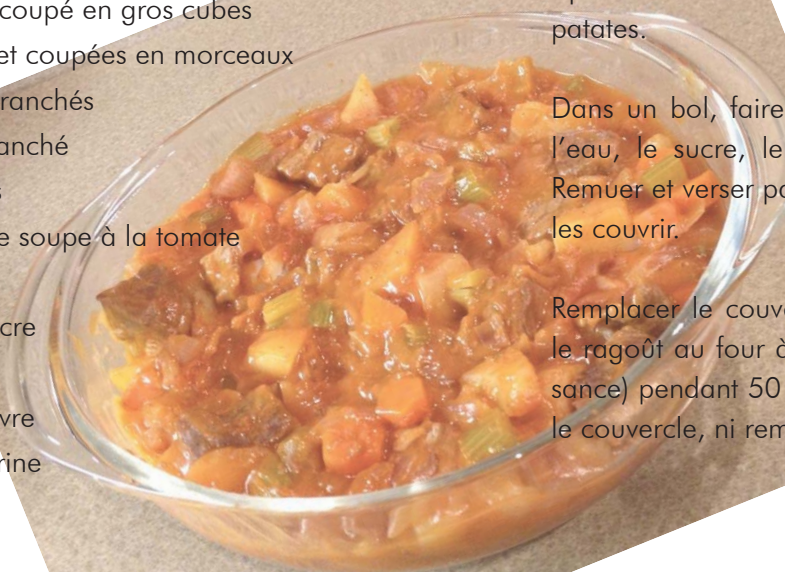 coupé en gros cubes
et coupées en morceaux
ranchés
anché
s
e soupe à la tomate
cre
vre
rine
patates.
Dans un bol, faire
l'eau, le sucre, le
Remuer et verser po
les couvrir.
Remplacer le couve
le ragoût au four à
sance) pendant 50
le couvercle, ni rem